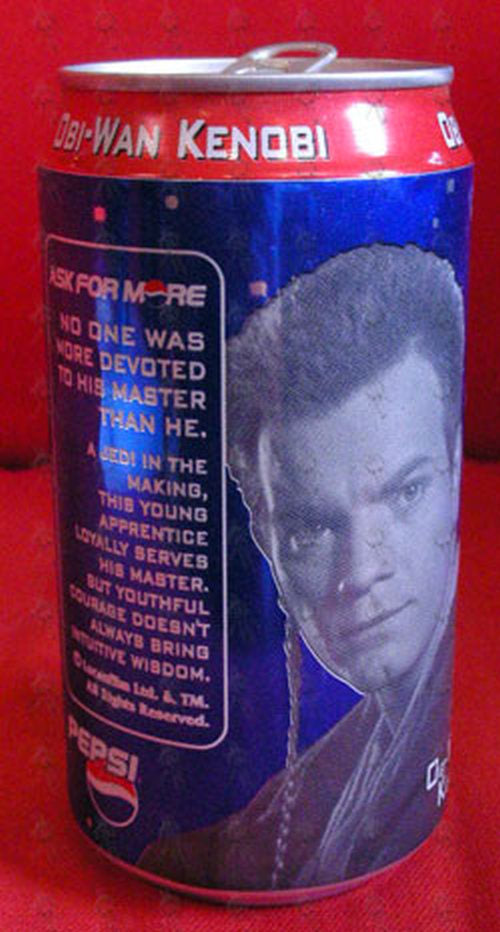 OBI-WAN KENOBI
ASK FOR MORE
NO ONE WAS
MORE DEVOTED
TO HIS MASTER
THAN HE.
A JEDI IN THE
MAKING,
THIS YOUNG
APPRENTICE
LOYALLY SERVES
HIS MASTER.
BUT YOUTHFUL
COURAGE DOESN'T
ALWAYS BRING
INTUITIVE WISDOM.
© Lucasfilm Ltd. & TM.
All Rights Reserved.
PEPSI